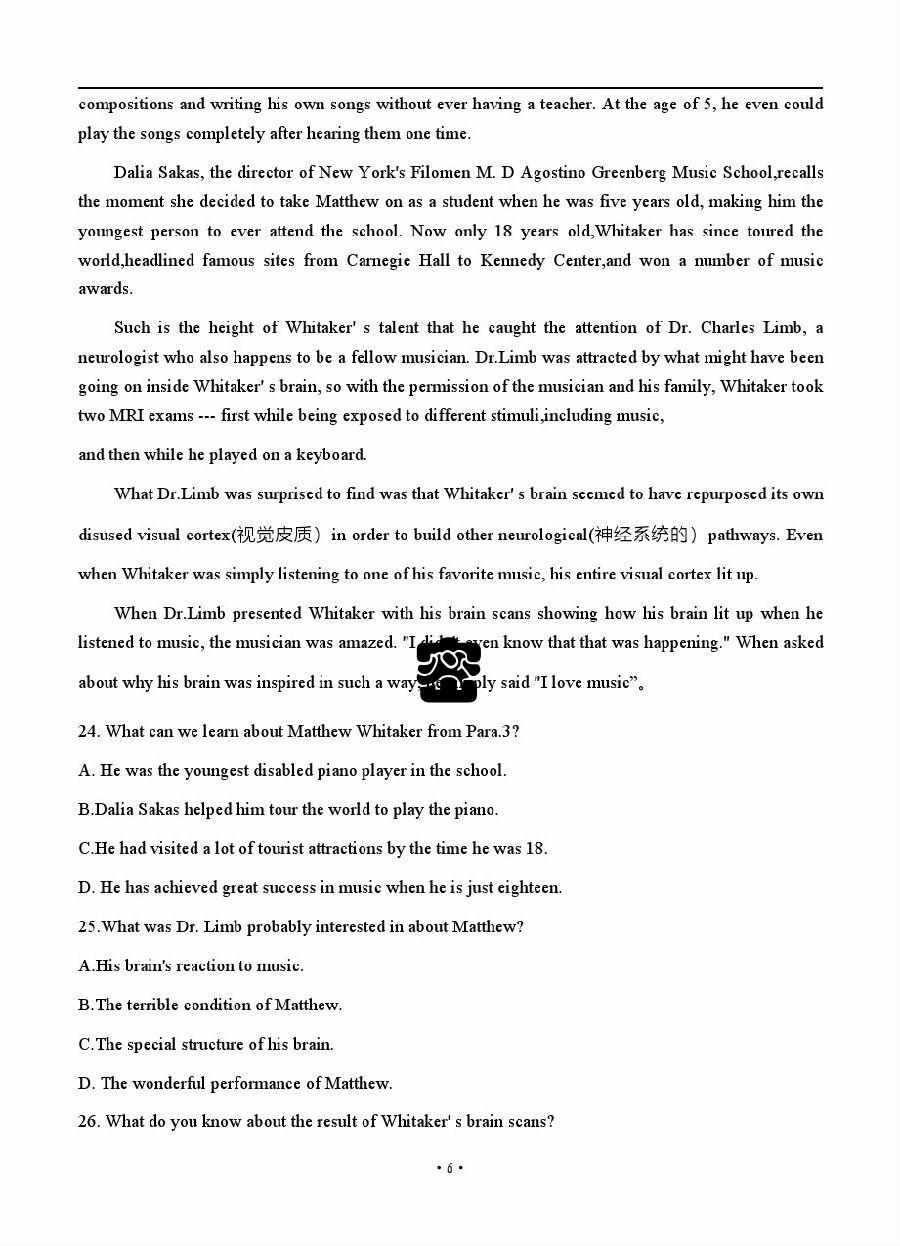 compositions and writing his own songs without ever having a teacher. At the age of 5, he even could
play the songs completely after hearing them one time.
Dalia Sakas, the director of New York's Filomen M. D Agostino Greenberg Music School,recalls
the moment she decided to take Matthew on as a student when he was five years old, making him the
youngest person to ever attend the school. Now only 18 years old,Whitaker has since toured the
world,headlined famous sites from Carnegie Hall to Kennedy Center,and won a number of music
awards.
Such is the height of Whitaker' s talent that he caught the attention of Dr. Charles Limb, a
neurologist who also happens to be a fellow musician. Dr.Limb was attracted by what might have been
going on inside Whitaker' s brain, so with the permission of the musician and his family, Whitaker took
two MRI exams --- first while being exposed to different stimuli,including music,
and then while he played on a keyboard.
What Dr.Limb was surprised to find was that Whitaker' s brain seemed to have repurposed its own
disused visual cortex(视觉皮质）in order to build other neurological(神经系统的）pathways. Even
when Whitaker was simply listening to one of his favorite music, his entire visual cortex lit up.
When Dr.Limb presented Whitaker with his brain scans showing how his brain lit up when he
listened to music, the musician was amazed. "I know that that was happening." When asked
about why his brain was inspired in such a way, said "I love music”。
24. What can we learn about Matthew Whitaker from Para.3?
A. He was the youngest disabled piano player in the school.
B.Dalia Sakas helped him tour the world to play the piano.
C.He had visited a lot of tourist attractions by the time he was 18.
D. He has achieved great success in music when he is just eighteen.
25.What was Dr. Limb probably interested in about Matthew?
A.His brain's reaction to music.
B.The terrible condition of Matthew.
C.The special structure of his brain.
D. The wonderful performance of Matthew.
26. What do you know about the result of Whitaker' s brain scans?
• 6 •